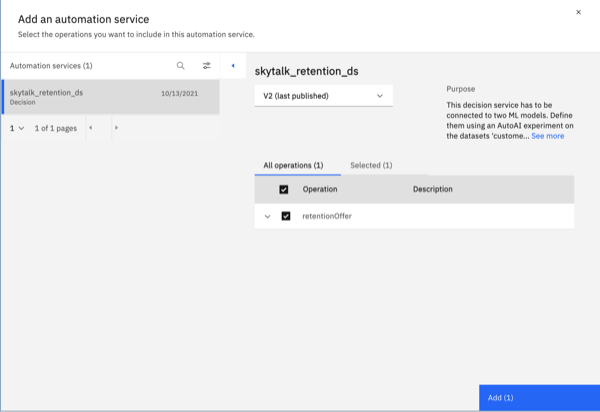 Add an automation service
Select the operations you want to include in this automation service.
Automation services (1)
skytalk_retention_ds
Decision
10/13/2021
1
1 of 1 pages
skytalk_retention_ds
V2 (last published)
Purpose
This decision service has to be
connected to two ML models. Define
them using an AutoAI experiment on
the datasets 'custome... See more
All operations (1)
Selected (1)
Operation
Description
retentionOffer
Add (1)